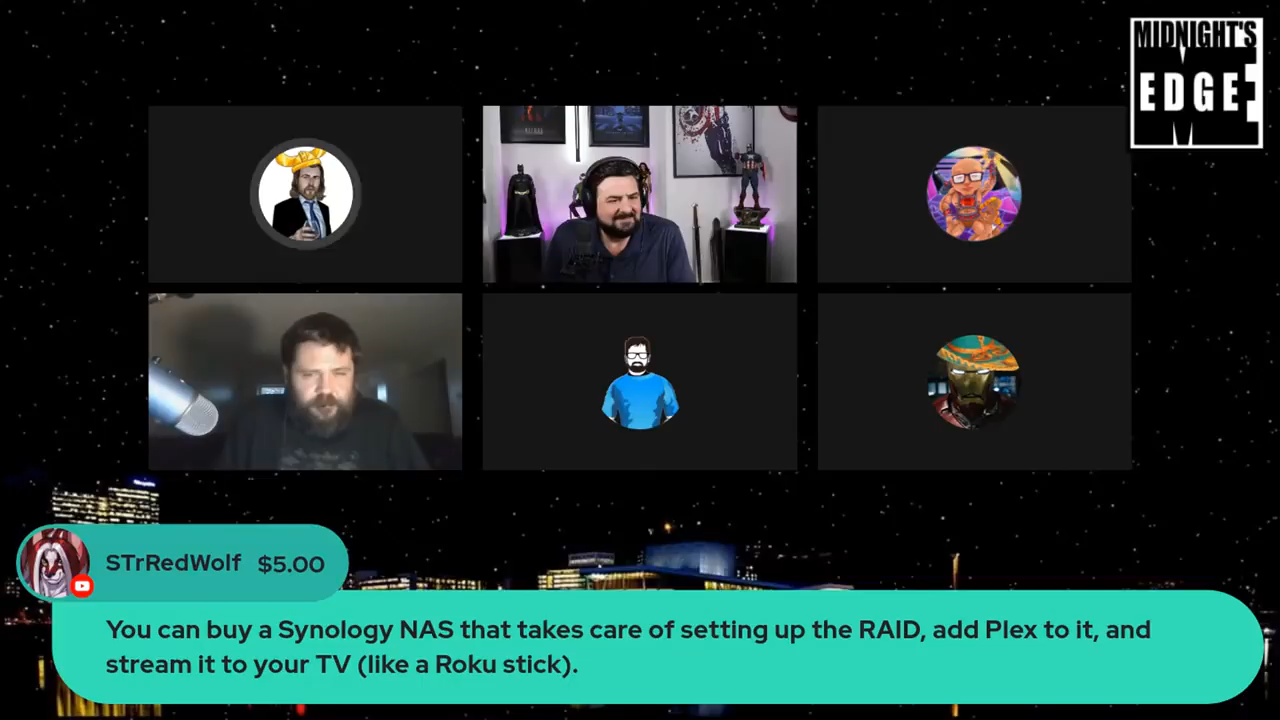 MIDNIGHT'S
EDGE
STrRedWolf $5.00
You can buy a Synology NAS that takes care of setting up the RAID, add Plex to it, and
stream it to your TV (like a Roku stick).